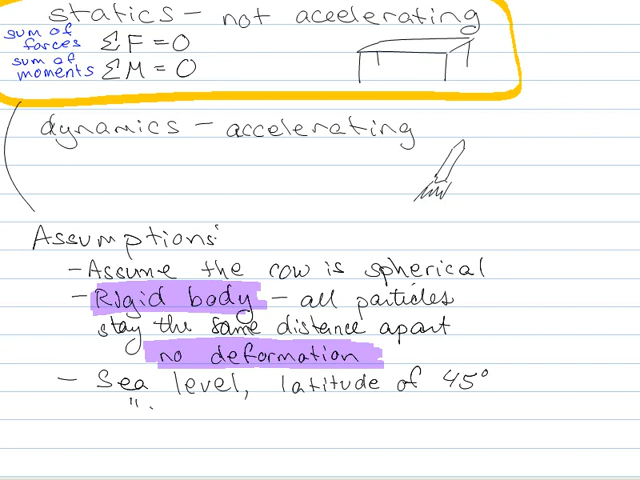 statics - not accelerating
sum of forces ΣF = 0
sum of moments ΣM = 0
dynamics - accelerating
Assumptions:
- Assume the cow is spherical
- Rigid body - all particles
stay the same distance apart
no deformation
- Sea level, latitude of 45°